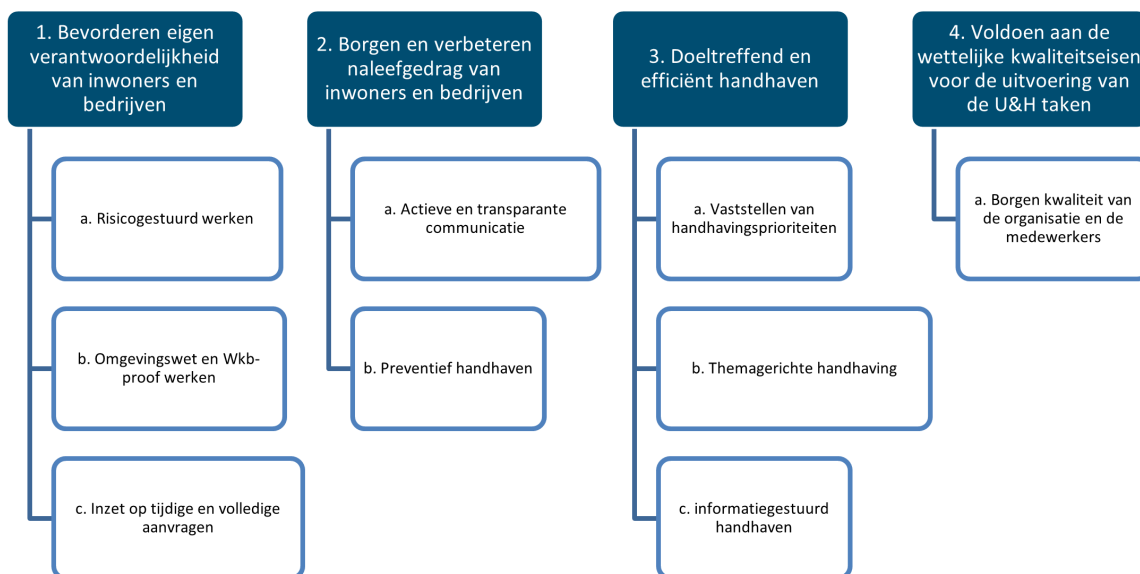 1. Bevorderen eigen
verantwoordelijkheid
van inwoners en
bedrijven
a. Risicogestuurd werken
b. Omgevingswet en Wkb-
proof werken
c. Inzet op tijdige en volledige
aanvragen
2. Borgen en verbeteren
naleefgedrag van
inwoners en bedrijven
a. Actieve en transparante
communicatie
b. Preventief handhaven
3. Doeltreffend en
efficiënt handhaven
a. Vaststellen van
handhavingsprioriteiten
b. Themagerichte handhaving
c. informatiegestuurd
handhaven
4. Voldoen aan de
wettelijke kwaliteitseisen
voor de uitvoering van
de U&H taken
a. Borgen kwaliteit van
de organisatie en de
medewerkers